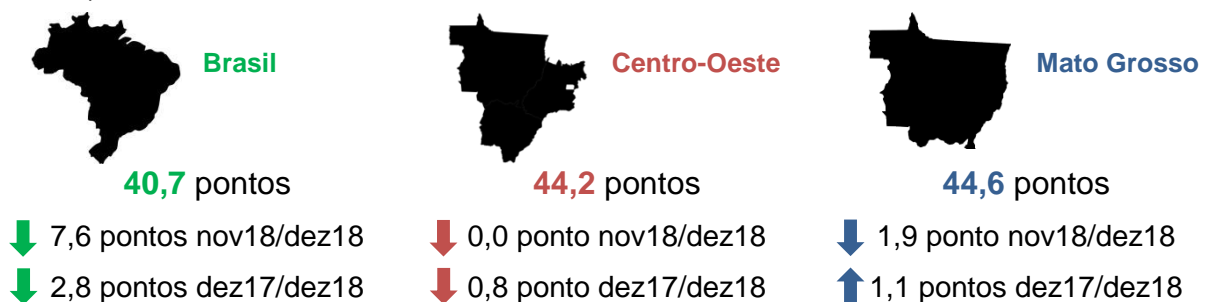 Brasil
40,7 pontos
7,6 pontos nov18/dez18
2,8 pontos dez17/dez18
Centro-Oeste
44,2 pontos
0,0 ponto nov18/dez18
0,8 ponto dez17/dez18
Mato Grosso
44,6 pontos
1,9 ponto nov18/dez18
1,1 pontos dez17/dez18